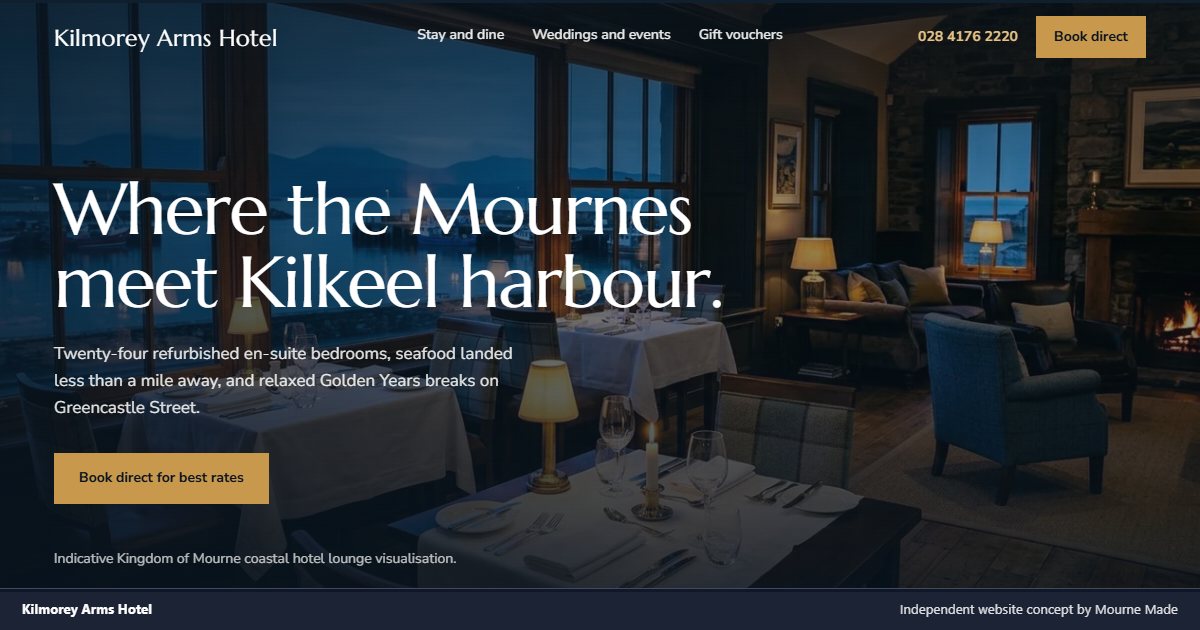 Kilmorey Arms Hotel
Stay and dine
Weddings and events
Gift vouchers
028 4176 2220
Book direct
Where the Mournes
meet Kilkeel harbour.
Twenty-four refurbished en-suite bedrooms, seafood landed
less than a mile away, and relaxed Golden Years breaks on
Greencastle Street.
Book direct for best rates
Indicative Kingdom of Mourne coastal hotel lounge visualisation.
Kilmorey Arms Hotel
Independent website concept by Mourne Made